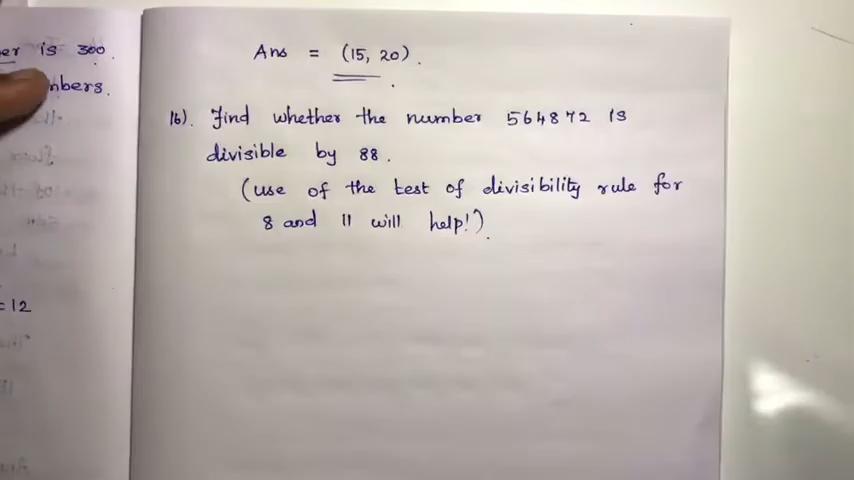 er is 300.
mbers.
= 12
Ans = (15, 20).
16). Find whether the number 564872 is
divisible by 88.
(use of the test of divisibility rule for
8 and 11 will help!).